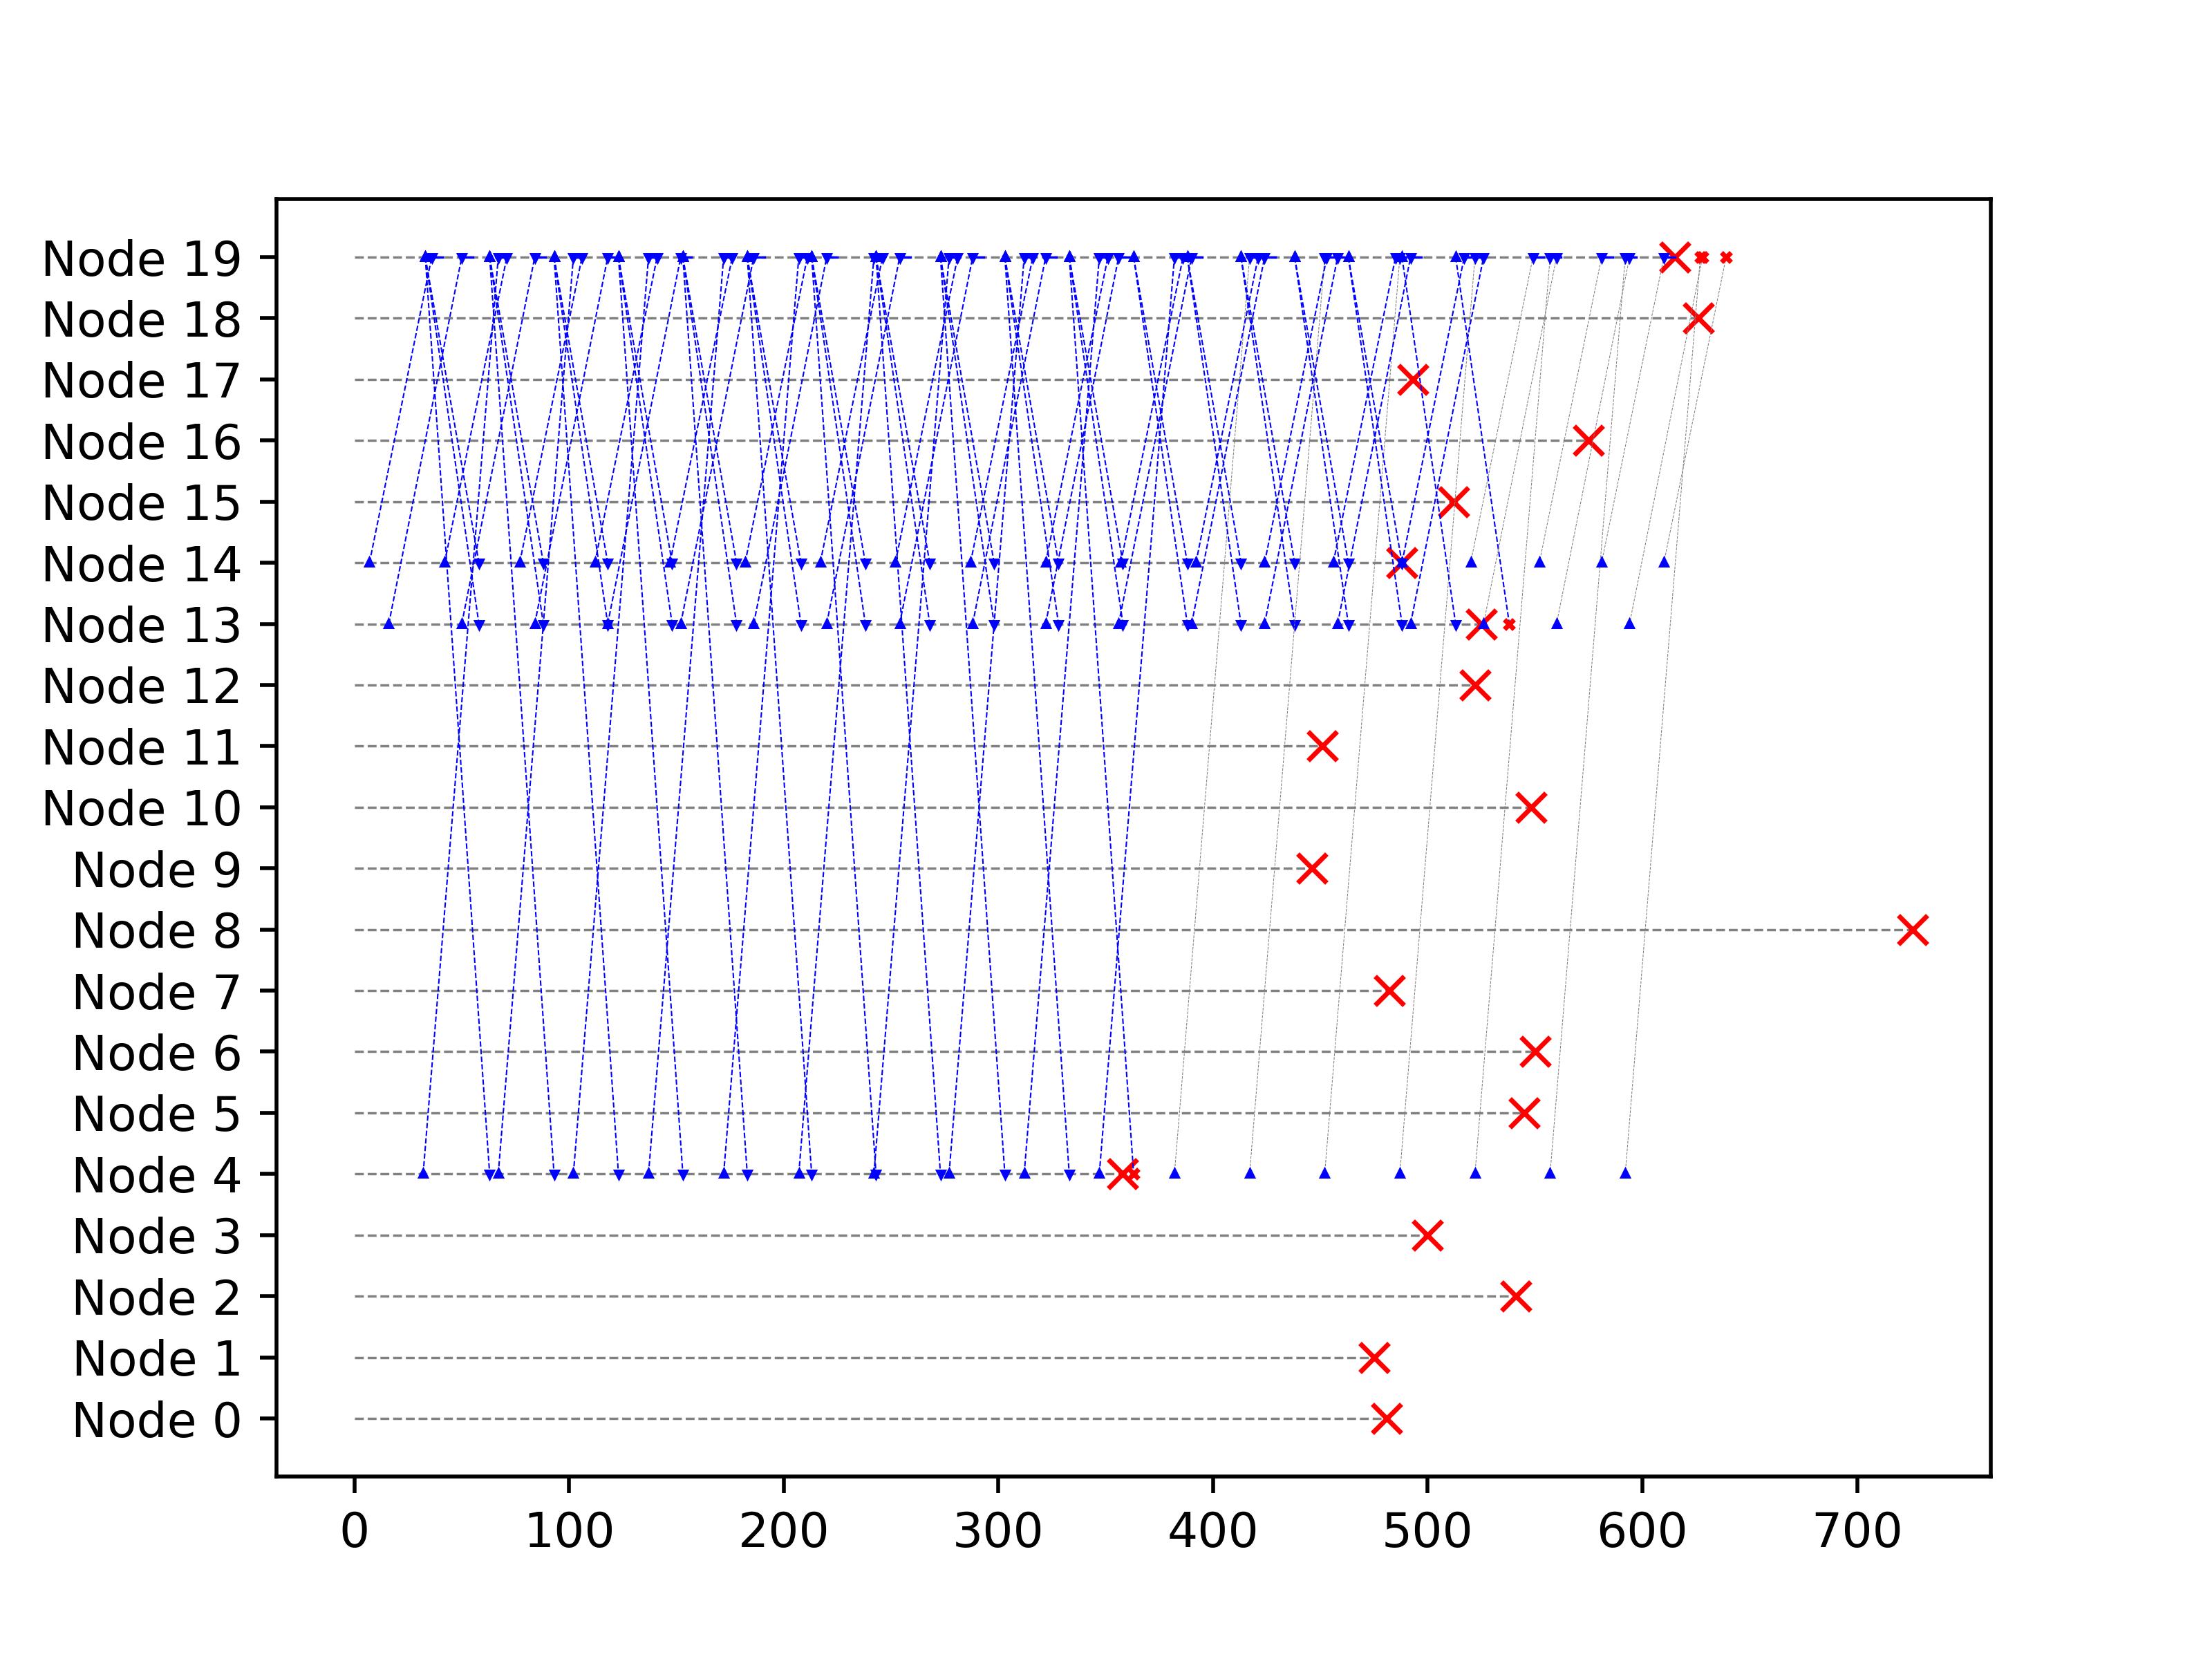 Node 19
Node 18
Node 17
Node 16
Node 15
Node 14
Node 13
Node 12
Node 11
Node 10
Node 9
Node 8
Node 7
Node 6
Node 5
Node 4
Node 3
Node 2
Node 1
Node 0
0 100 200 300 400 500 600 700